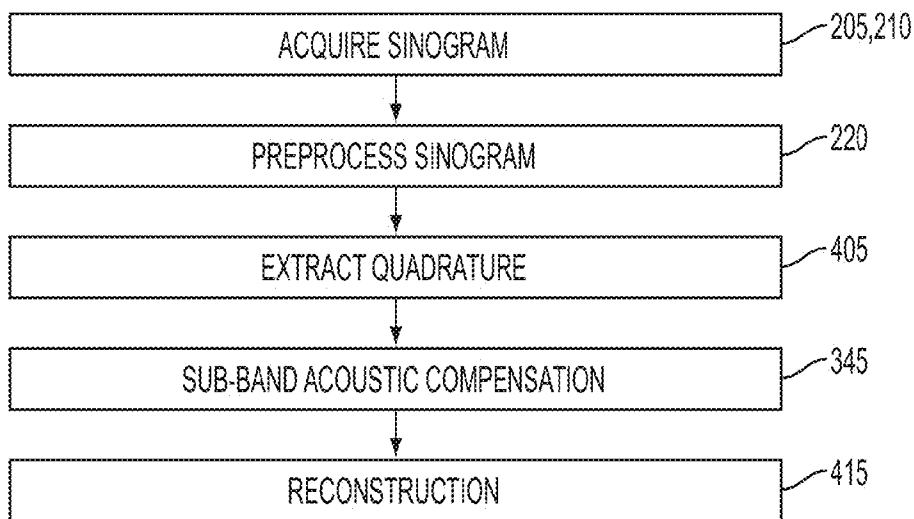 ACQUIRE SINOGRAM 205,210
PREPROCESS SINOGRAM 220
EXTRACT QUADRATURE 405
SUB-BAND ACOUSTIC COMPENSATION 345
RECONSTRUCTION 415